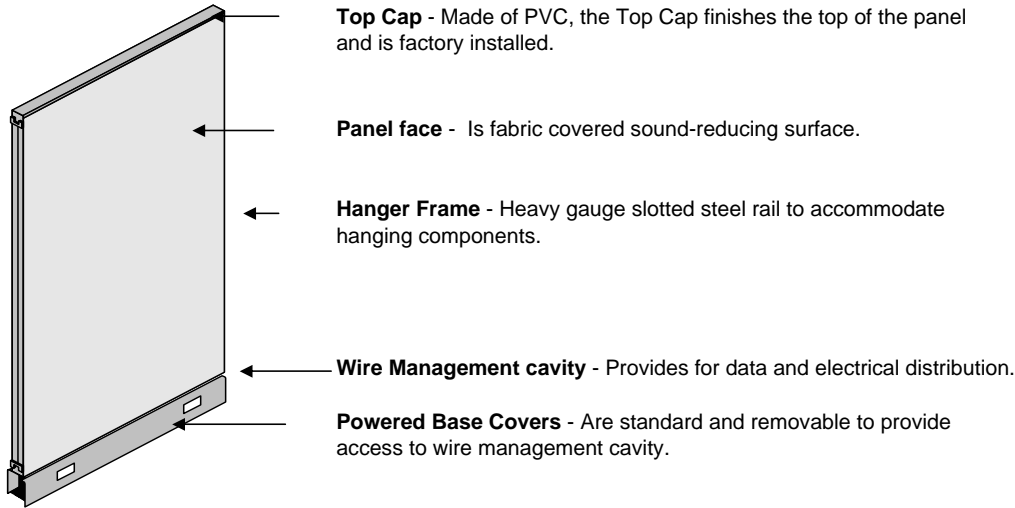 Top Cap - Made of PVC, the Top Cap finishes the top of the panel
and is factory installed.
Panel face - Is fabric covered sound-reducing surface.
Hanger Frame - Heavy gauge slotted steel rail to accommodate
hanging components.
Wire Management cavity - Provides for data and electrical distribution.
Powered Base Covers - Are standard and removable to provide
access to wire management cavity.